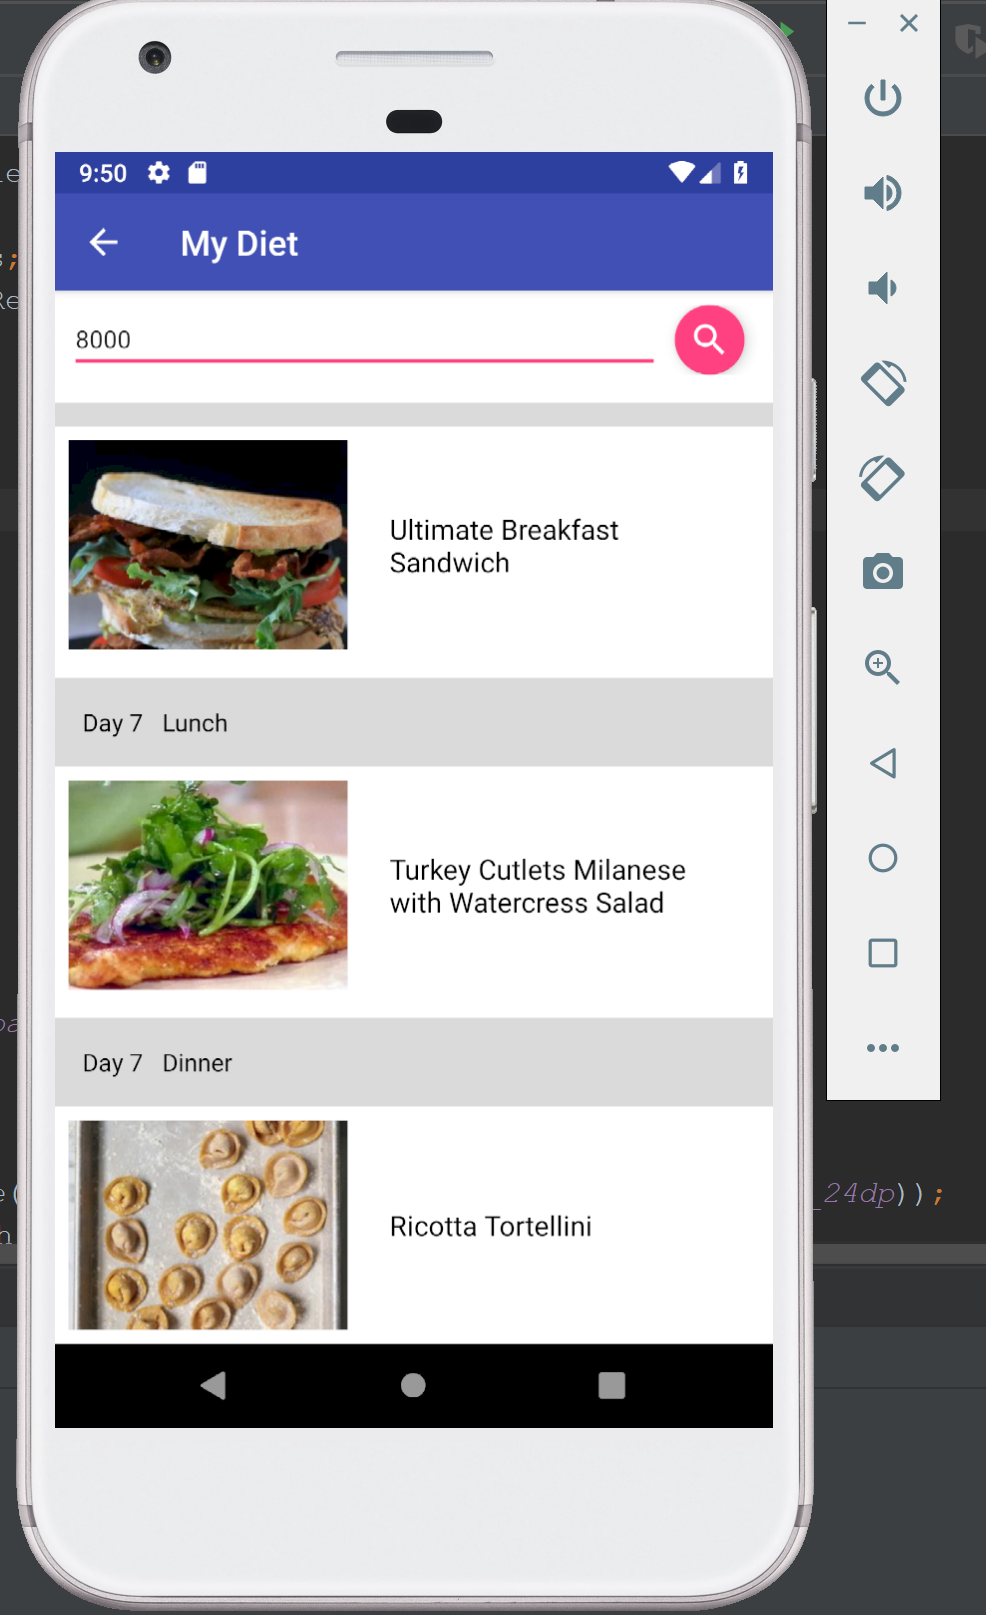 9:50
My Diet
8000
Ultimate Breakfast
Sandwich
Day 7 Lunch
Turkey Cutlets Milanese
with Watercress Salad
Day 7 Dinner
Ricotta Tortellini
_24dp));